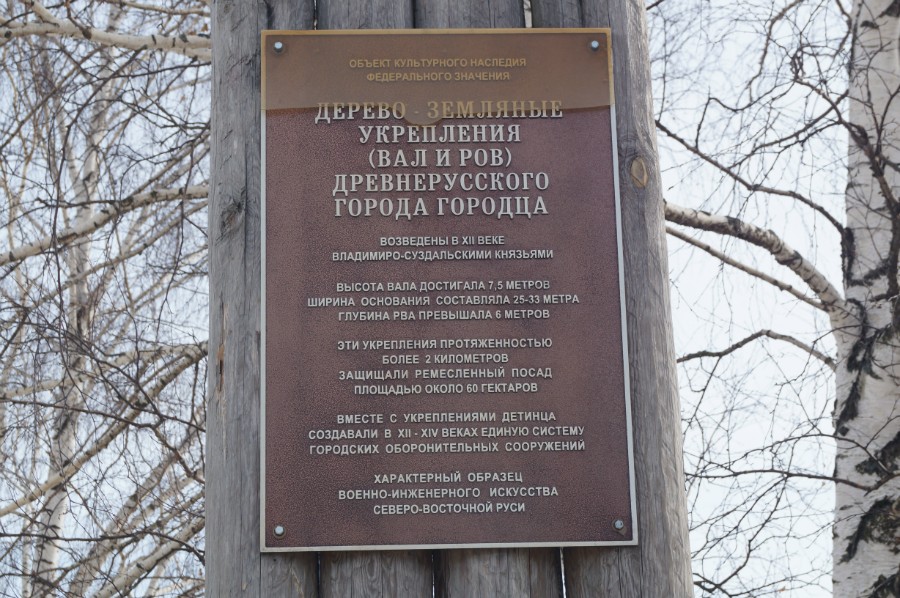 ОБЪЕКТ КУЛЬТУРНОГО НАСЛЕДИЯ
ФЕДЕРАЛЬНОГО ЗНАЧЕНИЯ
ДЕРЕВО - ЗЕМЛЯНЫЕ
УКРЕПЛЕНИЯ
(ВАЛ И РОВ)
ДРЕВНЕРУССКОГО
ГОРОДА ГОРОДЦА
ВОЗВЕДЕНЫ В XII ВЕКЕ
ВЛАДИМИРО-СУЗДАЛЬСКИМИ КНЯЗЬЯМИ
ВЫСОТА ВАЛА ДОСТИГАЛА 7,5 МЕТРОВ
ШИРИНА ОСНОВАНИЯ СОСТАВЛЯЛА 25-33 МЕТРА
ГЛУБИНА РВА ПРЕВЫШАЛА 6 МЕТРОВ
ЭТИ УКРЕПЛЕНИЯ ПРОТЯЖЕННОСТЬЮ
БОЛЕЕ 2 КИЛОМЕТРОВ
ЗАЩИЩАЛИ РЕМЕСЛЕННЫЙ ПОСАД
ПЛОЩАДЬЮ ОКОЛО 60 ГЕКТАРОВ
ВМЕСТЕ С УКРЕПЛЕНИЯМИ ДЕТИНЦА
СОЗДАВАЛИ В XII - XIV ВЕКАХ ЕДИНУЮ СИСТЕМУ
ГОРОДСКИХ ОБОРОНИТЕЛЬНЫХ СООРУЖЕНИЙ
ХАРАКТЕРНЫЙ ОБРАЗЕЦ
ВОЕННО-ИНЖЕНЕРНОГО ИСКУССТВА
СЕВЕРО-ВОСТОЧНОЙ РУСИ